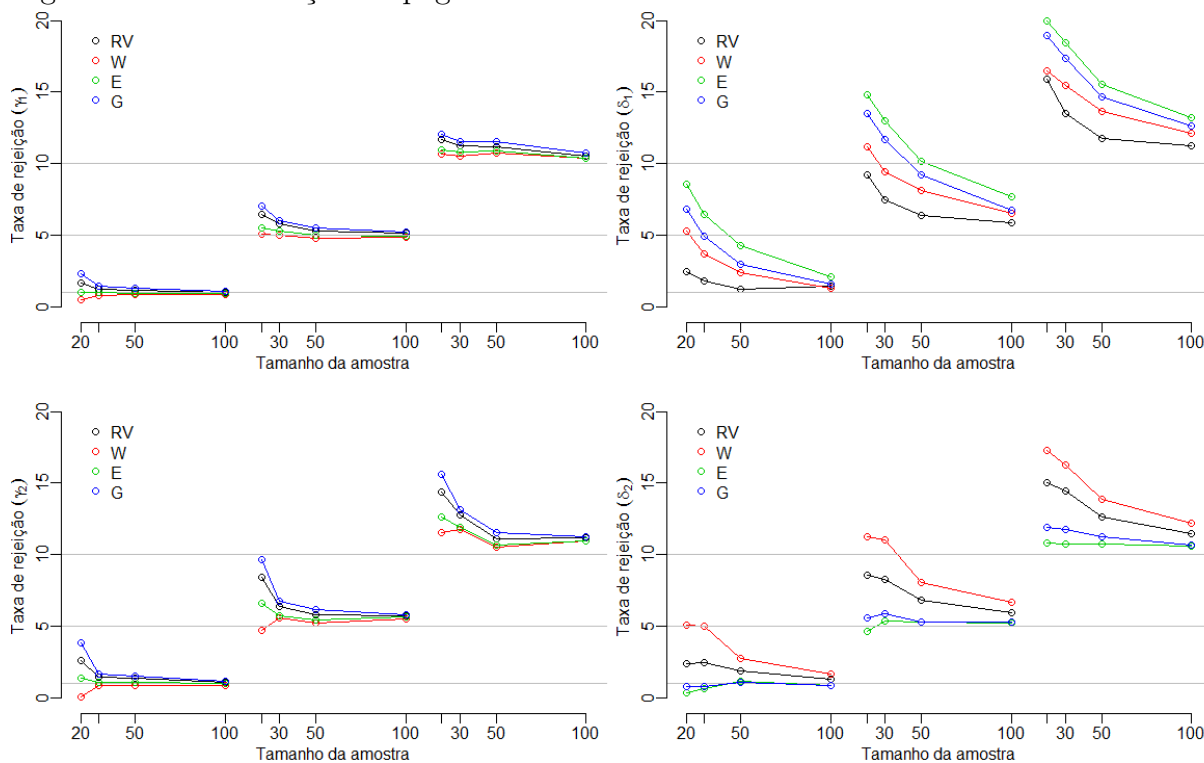 20
15
10
5
0
Taxa de rejeição (γ1)
RV
W
E
G
20 50 100 30 50 100 30 50 100
Tamanho da amostra
20
15
10
5
0
Taxa de rejeição (δ1)
RV
W
E
G
20 50 100 30 50 100 30 50 100
Tamanho da amostra
20
15
10
5
0
Taxa de rejeição (γ2)
RV
W
E
G
20 50 100 30 50 100 30 50 100
Tamanho da amostra
20
15
10
5
0
Taxa de rejeição (δ2)
RV
W
E
G
20 50 100 30 50 100 30 50 100
Tamanho da amostra